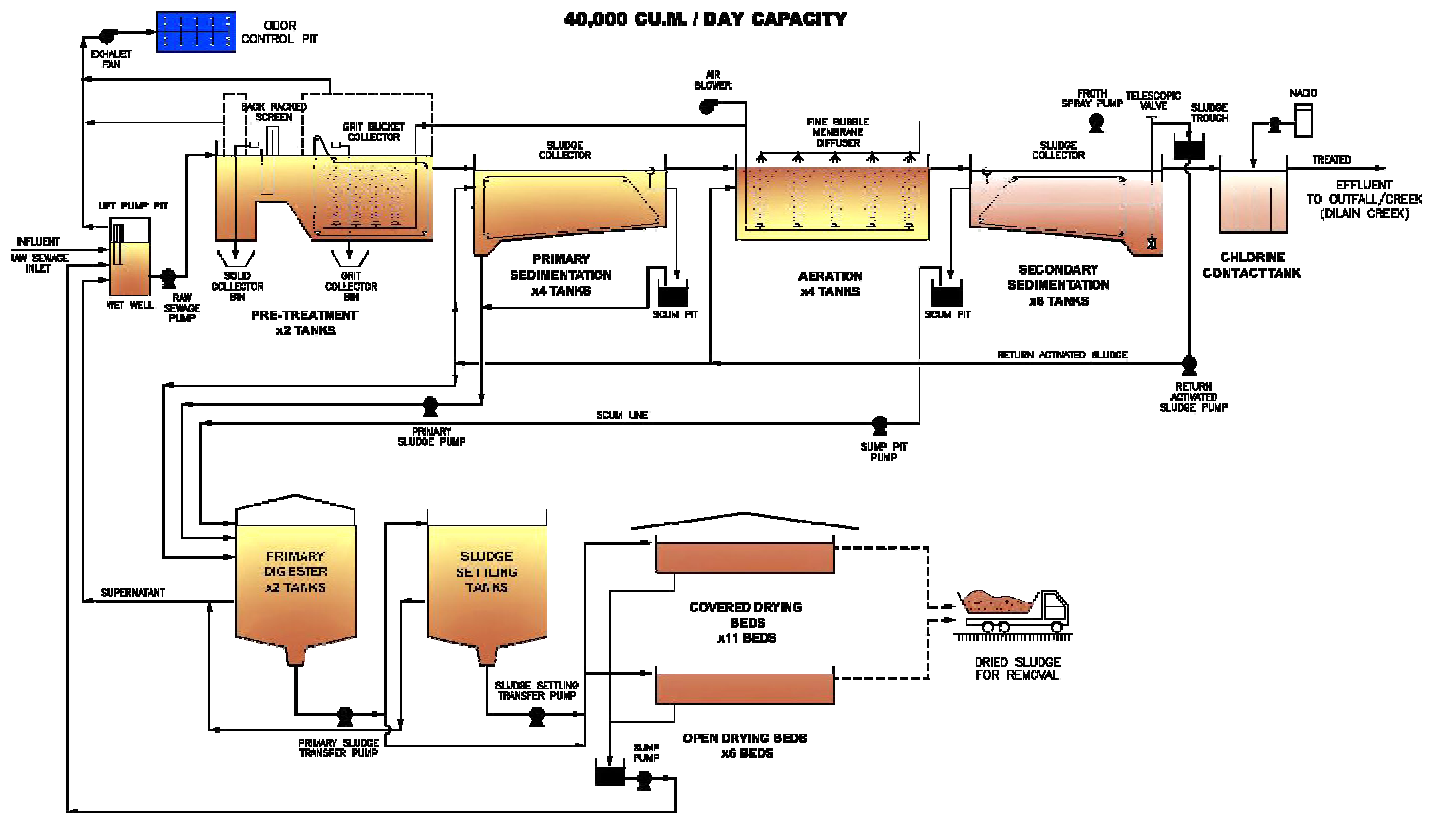 40,000 CU.M. / DAY CAPACITY
ODOR
CONTROL PIT
EXHAUST
FAN
BACK RACKED
SCREEN
GRIT BUCKET
COLLECTOR
SLUDGE
COLLECTOR
AIR
BLOWER
FINE BUBBLE
MEMBRANE
DIFFUSER
SLUDGE
COLLECTOR
FROTH
SPRAY PUMP
TELESCOPIC
VALVE
SLUDGE
TROUGH
TREATED
EFFLUENT
TO OUTFALL/CREEK
(DILAIN CREEK)
LIFT PUMP PIT
INFLUENT
RAW SEWAGE
INLET
WET WELL
RAW
SEWAGE
PUMP
SOLID
COLLECTOR
BIN
GRIT
COLLECTOR
BIN
PRE-TREATMENT
x2 TANKS
PRIMARY
SEDIMENTATION
x4 TANKS
SCUM PIT
AERATION
x4 TANKS
SCUM PIT
SECONDARY
SEDIMENTATION
x6 TANKS
CHLORINE
CONTACT TANK
RETURN ACTIVATED SLUDGE
RETURN
ACTIVATED
SLUDGE PUMP
PRIMARY
SLUDGE PUMP
SCUM LINE
SUMP PIT
PUMP
PRIMARY
DIGESTER
x2 TANKS
SLUDGE
SETTLING
TANKS
SUPERNATANT
PRIMARY SLUDGE
TRANSFER PUMP
SLUDGE SETTLING
TRANSFER PUMP
COVERED DRYING
BEDS
x11 BEDS
OPEN DRYING BEDS
x6 BEDS
SUMP
PUMP
DRIED SLUDGE
FOR REMOVAL